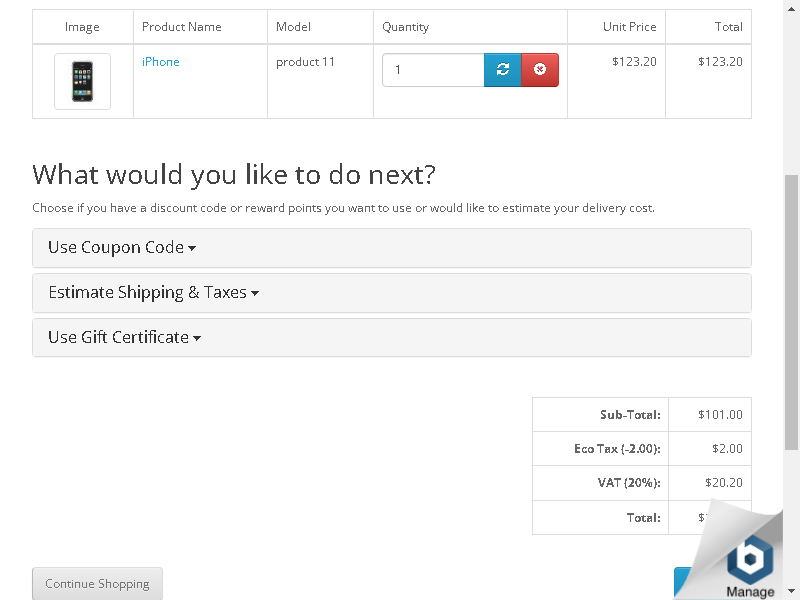 Image Product Name Model Quantity Unit Price Total
iPhone product 11 1 $123.20 $123.20
What would you like to do next?
Choose if you have a discount code or reward points you want to use or would like to estimate your delivery cost.
Use Coupon Code
Estimate Shipping & Taxes
Use Gift Certificate
Sub-Total: $101.00
Eco Tax (-2.00): $2.00
VAT (20%): $20.20
Total:
Continue Shopping
Manage